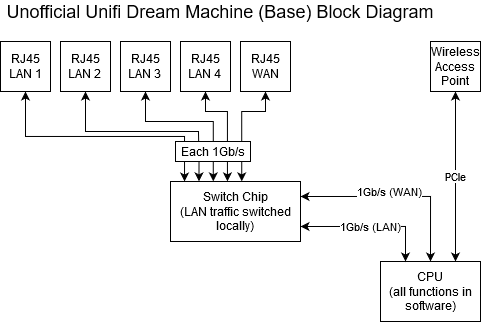 Unofficial Unifi Dream Machine (Base) Block Diagram
RJ45
LAN 1
RJ45
LAN 2
RJ45
LAN 3
RJ45
LAN 4
RJ45
WAN
Wireless
Access
Point
Each 1Gb/s
PCIe
Switch Chip
(LAN traffic switched
locally)
1Gb/s (WAN)
1Gb/s (LAN)
CPU
(all functions in
software)